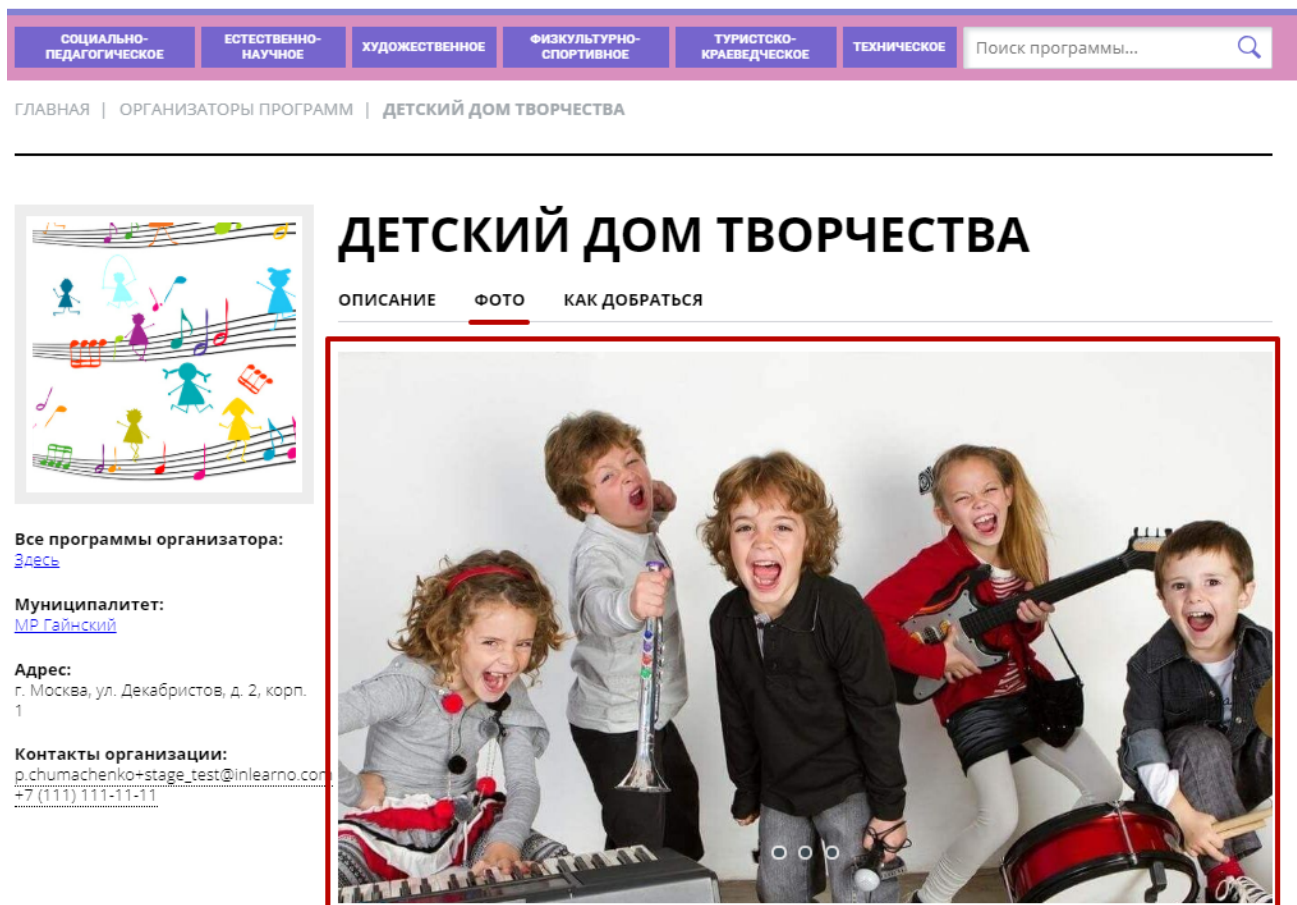 СОЦИАЛЬНО-
ПЕДАГОГИЧЕСКОЕ
ЕСТЕСТВЕННО-
НАУЧНОЕ
ХУДОЖЕСТВЕННОЕ
ФИЗКУЛЬТУРНО-
СПОРТИВНОЕ
ТУРИСТСКО-
КРАЕВЕДЧЕСКОЕ
ТЕХНИЧЕСКОЕ
Поиск программы...
ГЛАВНАЯ | ОРГАНИЗАТОРЫ ПРОГРАММ | ДЕТСКИЙ ДОМ ТВОРЧЕСТВА
ДЕТСКИЙ ДОМ ТВОРЧЕСТВА
ОПИСАНИЕ ФОТО КАК ДОБРАТЬСЯ
Все программы организатора:
Здесь
Муниципалитет:
МР Гайнский
Адрес:
г. Москва, ул. Декабристов, д. 2, корп.
1
Контакты организации:
p.chumachenko+stage_test@inlearno.com
+7 (111) 111-11-11